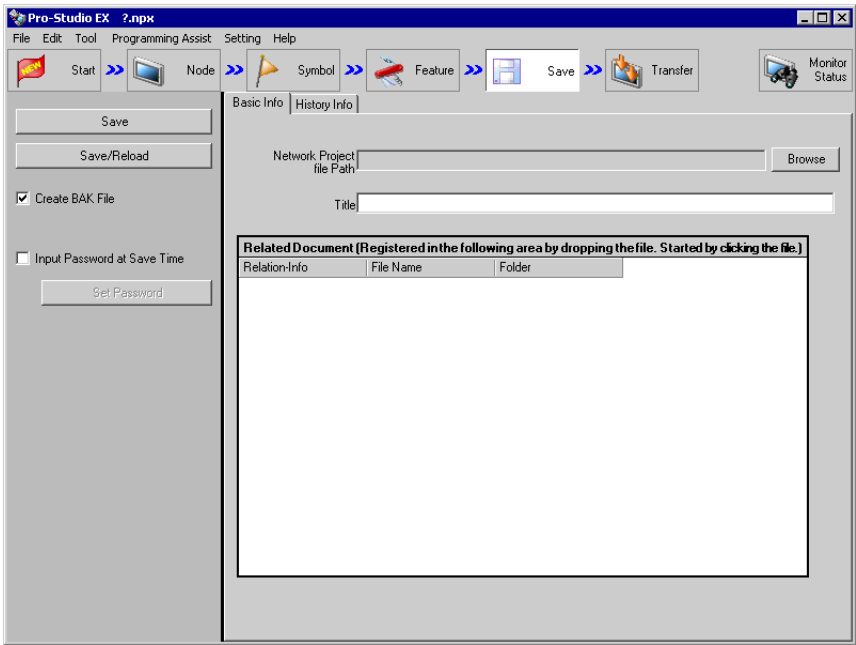 Pro-Studio EX ?.npx
File Edit Tool Programming Assist Setting Help
NEW Start Node Symbol Feature Save Transfer Monitor Status
Basic Info History Info
Save
Save/Reload
Create BAK File
Input Password at Save Time
Set Password
Network Project
file Path
Browse
Title
Related Document (Registered in the following area by dropping the file. Started by clicking the file.)
Relation-Info File Name Folder